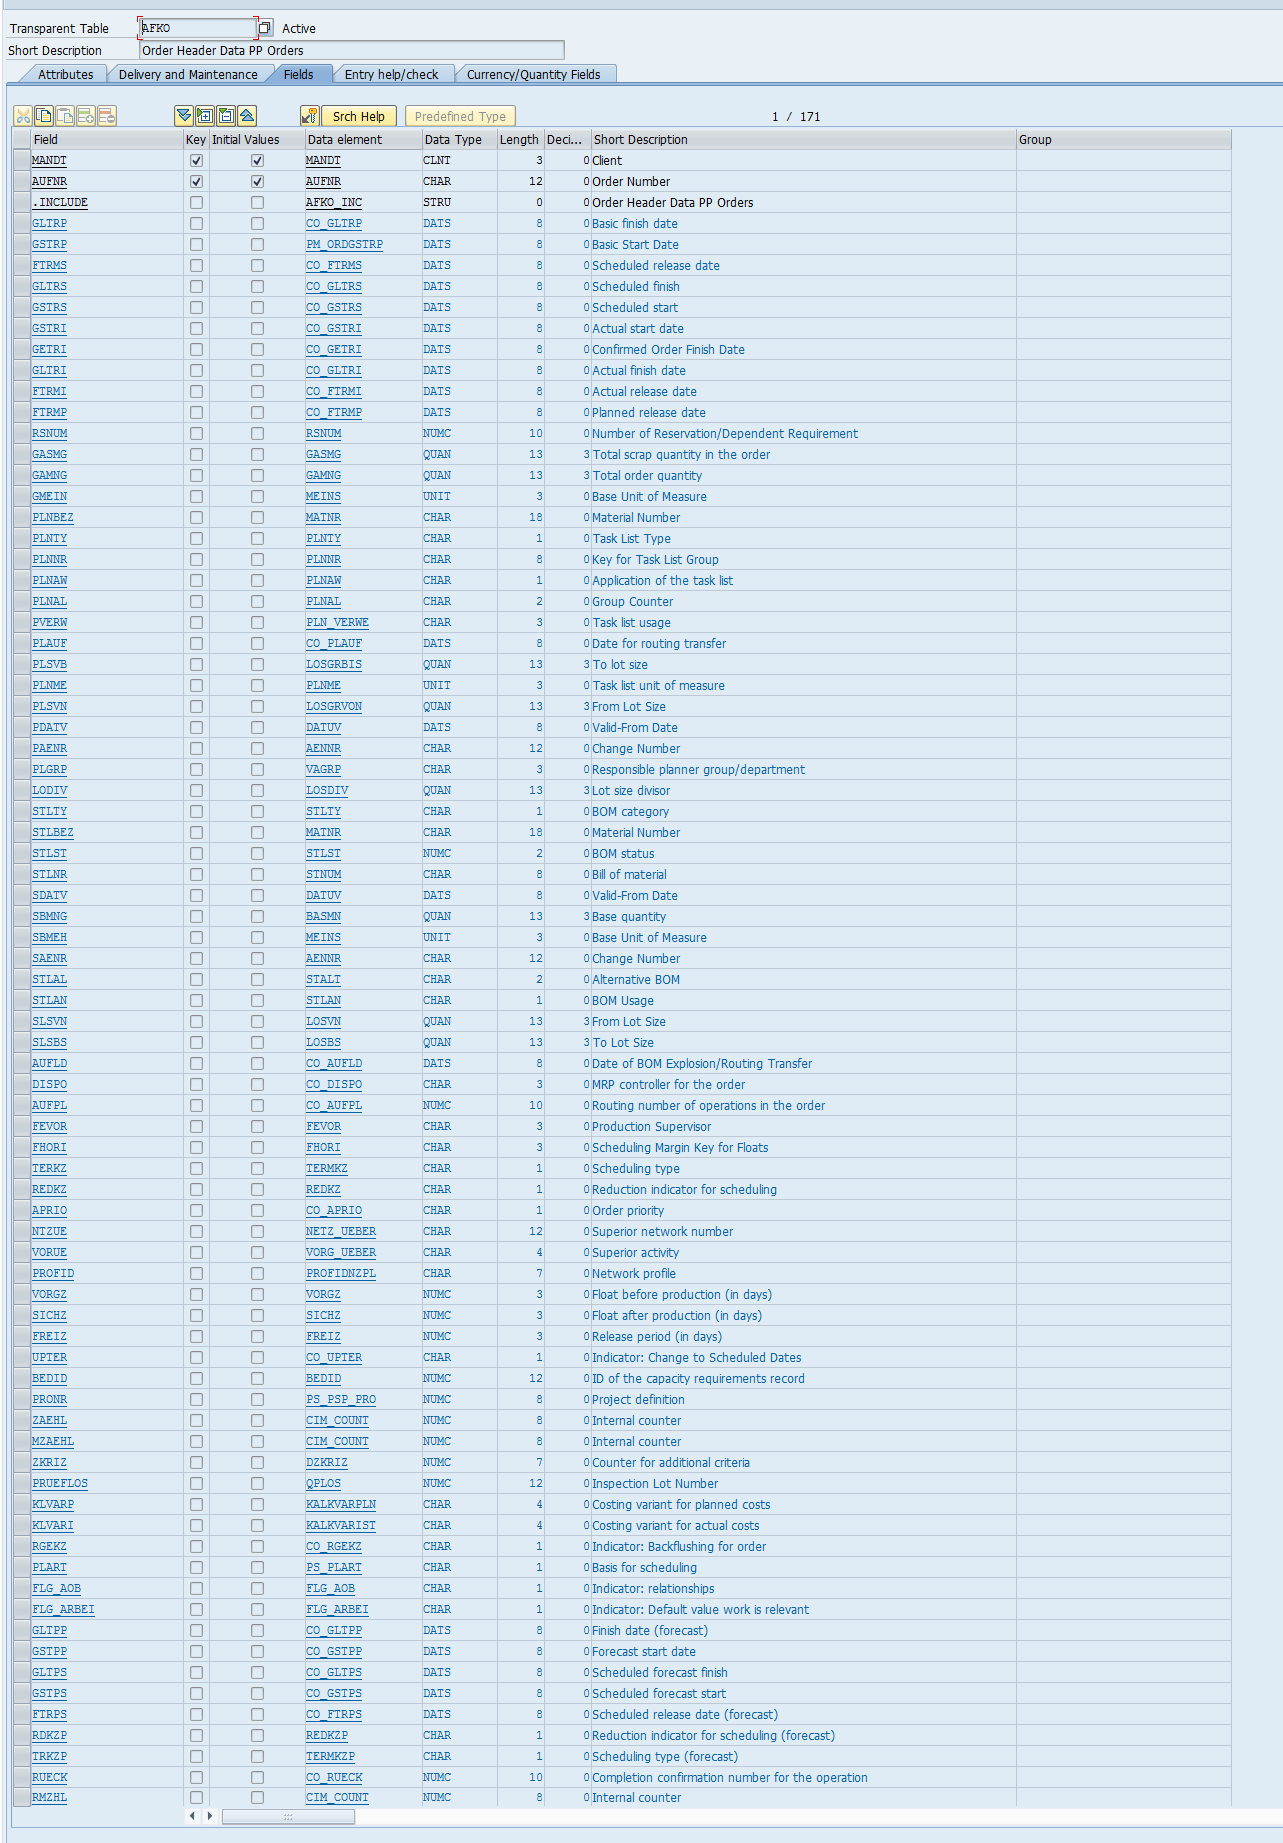 Transparent Table AFKO Active
Short Description Order Header Data PP Orders
Attributes Delivery and Maintenance Fields Entry help/check Currency/Quantity Fields
Srch Help Predefined Type 1 / 171
Field Key Initial Values Data element Data Type Length Deci... Short Description Group
MANDT MANDT CLNT 3 0 Client
AUFNR AUFNR CHAR 12 0 Order Number
.INCLUDE AFKO_INC STRU 0 0 Order Header Data PP Orders
GLTRP CO_GLTRP DATS 8 0 Basic finish date
GSTRP PM_ORDGSTRP DATS 8 0 Basic Start Date
FTRMS CO_FTRMS DATS 8 0 Scheduled release date
GLTRS CO_GLTRS DATS 8 0 Scheduled finish
GSTRS CO_GSTRS DATS 8 0 Scheduled start
GSTRI CO_GSTRI DATS 8 0 Actual start date
GETRI CO_GETRI DATS 8 0 Confirmed Order Finish Date
GLTRI CO_GLTRI DATS 8 0 Actual finish date
FTRMI CO_FTRMI DATS 8 0 Actual release date
FTRMP CO_FTRMP DATS 8 0 Planned release date
RSNUM RSNUM NUMC 10 0 Number of Reservation/Dependent Requirement
GASMG GASMG QUAN 13 3 Total scrap quantity in the order
GAMNG GAMNG QUAN 13 3 Total order quantity
GMEIN MEINS UNIT 3 0 Base Unit of Measure
PLNBEZ MATNR CHAR 18 0 Material Number
PLNTY PLNTY CHAR 1 0 Task List Type
PLNNR PLNNR CHAR 8 0 Key for Task List Group
PLNAW PLNAW CHAR 1 0 Application of the task list
PLNAL PLNAL CHAR 2 0 Group Counter
PVERW PLN_VERWE CHAR 3 0 Task list usage
PLAUF CO_PLAUF DATS 8 0 Date for routing transfer
PLSVB LOSGRBIS QUAN 13 3 To lot size
PLNME PLNME UNIT 3 0 Task list unit of measure
PLSVN LOSGRVON QUAN 13 3 From Lot Size
PDATV DATUV DATS 8 0 Valid-From Date
PAENR AENNR CHAR 12 0 Change Number
PLGRP VAGRP CHAR 3 0 Responsible planner group/department
LODIV LOSDIV QUAN 13 3 Lot size divisor
STLTY STLTY CHAR 1 0 BOM category
STLBEZ MATNR CHAR 18 0 Material Number
STLST STLST NUMC 2 0 BOM status
STLNR STNUM CHAR 8 0 Bill of material
SDATV DATUV DATS 8 0 Valid-From Date
SBMNG BASMN QUAN 13 3 Base quantity
SBMEH MEINS UNIT 3 0 Base Unit of Measure
SAENR AENNR CHAR 12 0 Change Number
STLAL STALT CHAR 2 0 Alternative BOM
STLAN STLAN CHAR 1 0 BOM Usage
SLSVN LOSVN QUAN 13 3 From Lot Size
SLSBS LOSBS QUAN 13 3 To Lot Size
AUFLD CO_AUFLD DATS 8 0 Date of BOM Explosion/Routing Transfer
DISPO CO_DISPO CHAR 3 0 MRP controller for the order
AUFPL CO_AUFPL NUMC 10 0 Routing number of operations in the order
FEVOR FEVOR CHAR 3 0 Production Supervisor
FHORI FHORI CHAR 3 0 Scheduling Margin Key for Floats
TERKZ TERMKZ CHAR 1 0 Scheduling type
REDKZ REDKZ CHAR 1 0 Reduction indicator for scheduling
APRIO CO_APRIO CHAR 1 0 Order priority
NTZUE NETZ_UEBER CHAR 12 0 Superior network number
VORUE VORG_UEBER CHAR 4 0 Superior activity
PROFID PROFIDNZPL CHAR 7 0 Network profile
VORGZ VORGZ NUMC 3 0 Float before production (in days)
SICHZ SICHZ NUMC 3 0 Float after production (in days)
FREIZ FREIZ NUMC 3 0 Release period (in days)
UPTER CO_UPTER CHAR 1 0 Indicator: Change to Scheduled Dates
BEDID BEDID NUMC 12 0 ID of the capacity requirements record
PRONR PS_PSP_PRO NUMC 8 0 Project definition
ZAEHL CIM_COUNT NUMC 8 0 Internal counter
MZAEHL CIM_COUNT NUMC 8 0 Internal counter
ZKRIZ DZKRIZ NUMC 7 0 Counter for additional criteria
PRUEFLOS QPLOS NUMC 12 0 Inspection Lot Number
KLVARP KALKVARPLN CHAR 4 0 Costing variant for planned costs
KLVARI KALKVARIST CHAR 4 0 Costing variant for actual costs
RGEKZ CO_RGEKZ CHAR 1 0 Indicator: Backflushing for order
PLART PS_PLART CHAR 1 0 Basis for scheduling
FLG_AOB FLG_AOB CHAR 1 0 Indicator: relationships
FLG_ARBEI FLG_ARBEI CHAR 1 0 Indicator: Default value work is relevant
GLTPP CO_GLTPP DATS 8 0 Finish date (forecast)
GSTPP CO_GSTPP DATS 8 0 Forecast start date
GLTPS CO_GLTPS DATS 8 0 Scheduled forecast finish
GSTPS CO_GSTPS DATS 8 0 Scheduled forecast start
FTRPS CO_FTRPS DATS 8 0 Scheduled release date (forecast)
RDKZP REDKZP CHAR 1 0 Reduction indicator for scheduling (forecast)
TRKZP TERMKZP CHAR 1 0 Scheduling type (forecast)
RUECK CO_RUECK NUMC 10 0 Completion confirmation number for the operation
RMZHL CIM_COUNT NUMC 8 0 Internal counter